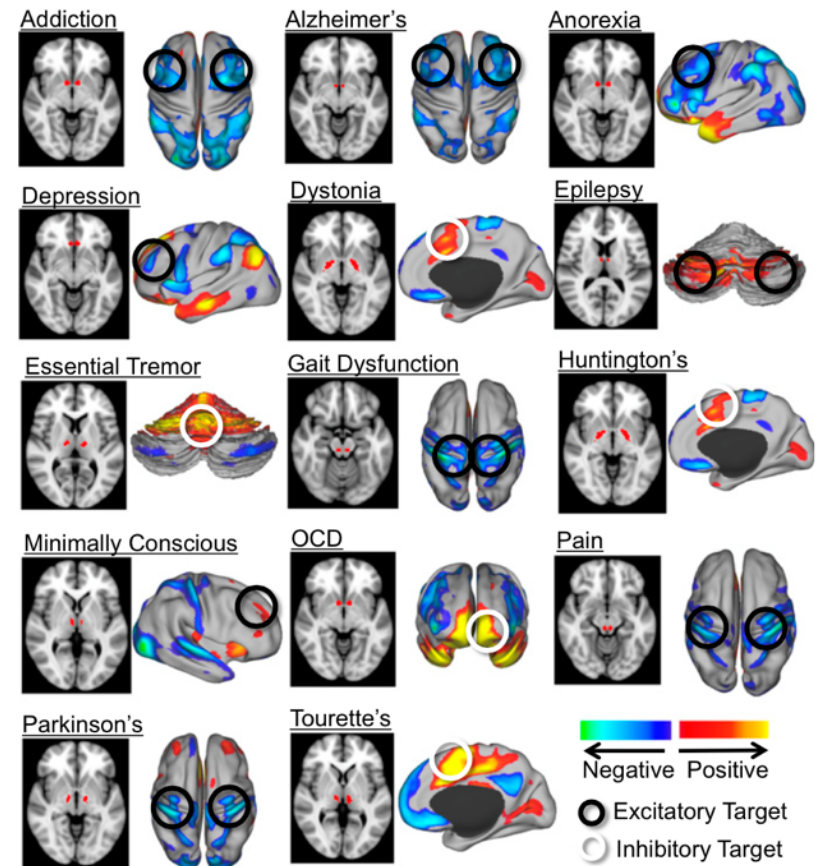 Addiction
Alzheimer's
Anorexia
Depression
Dystonia
Epilepsy
Essential Tremor
Gait Dysfunction
Huntington's
Minimally Conscious
OCD
Pain
Parkinson's
Tourette's
Negative Positive
Excitatory Target
Inhibitory Target